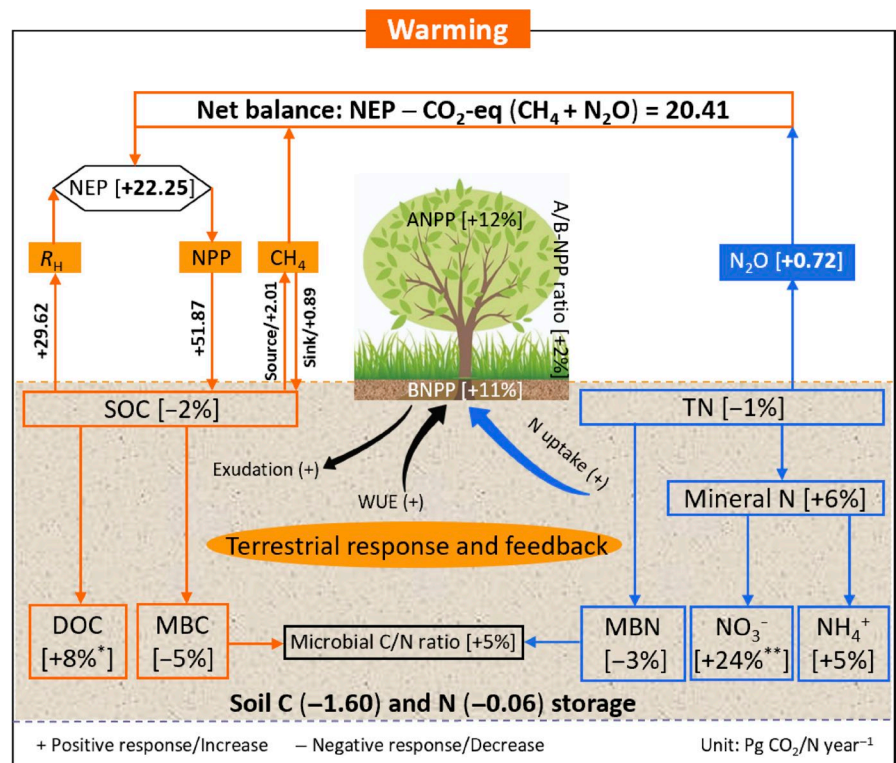 Warming
Net balance: NEP – CO₂-eq (CH₄ + N₂O) = 20.41
NEP [+22.25]
ANPP [+12%]
A/B-NPP ratio [+2%]
R_H
NPP
CH₄
N₂O [+0.72]
+29.62
+51.87
Source/+2.01
Sink/+0.89
BNPP [+11%]
SOC [−2%]
TN [−1%]
Exudation (+)
WUE (+)
N uptake (+)
Mineral N [+6%]
Terrestrial response and feedback
DOC
[+8%*]
MBC
[−5%]
Microbial C/N ratio [+5%]
MBN
[−3%]
NO₃⁻
[+24%**]
NH₄⁺
[+5%]
Soil C (−1.60) and N (−0.06) storage
+ Positive response/Increase
− Negative response/Decrease
Unit: Pg CO₂/N year⁻¹